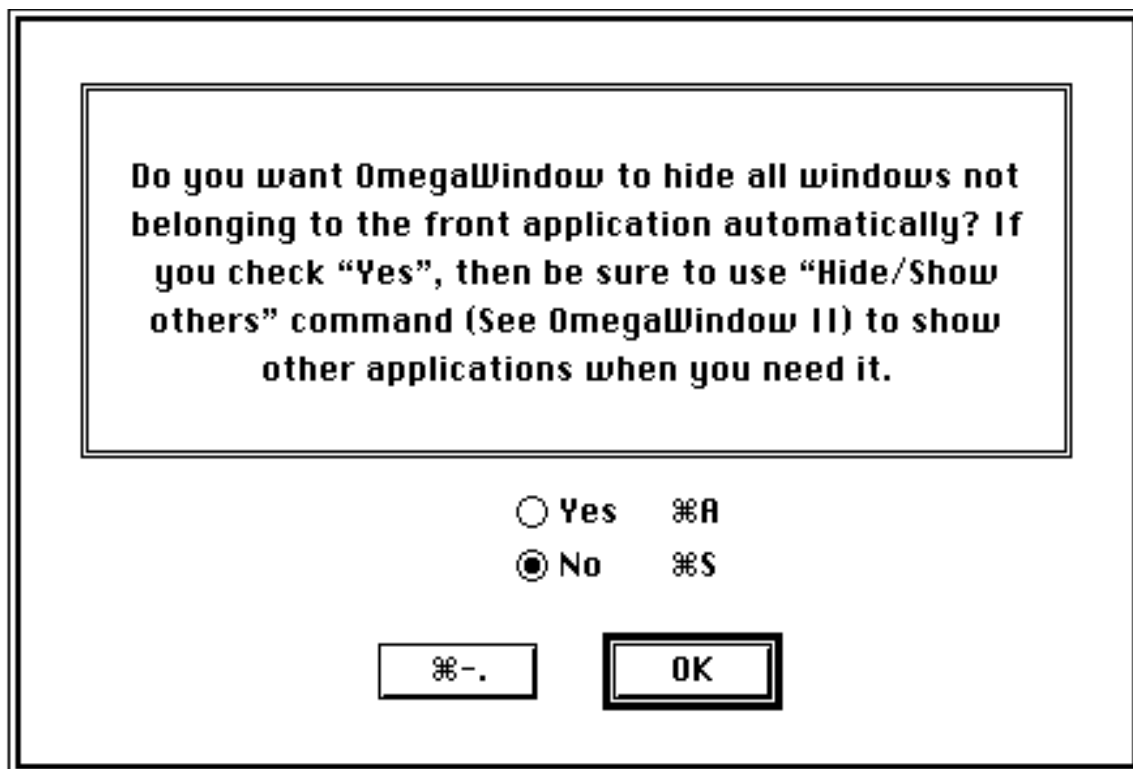 Do you want OmegaWindow to hide all windows not
belonging to the front application automatically? If
you check “Yes”, then be sure to use “Hide/Show
others” command (See OmegaWindow II) to show
other applications when you need it.
Yes ⌘A
No ⌘S
⌘-. OK